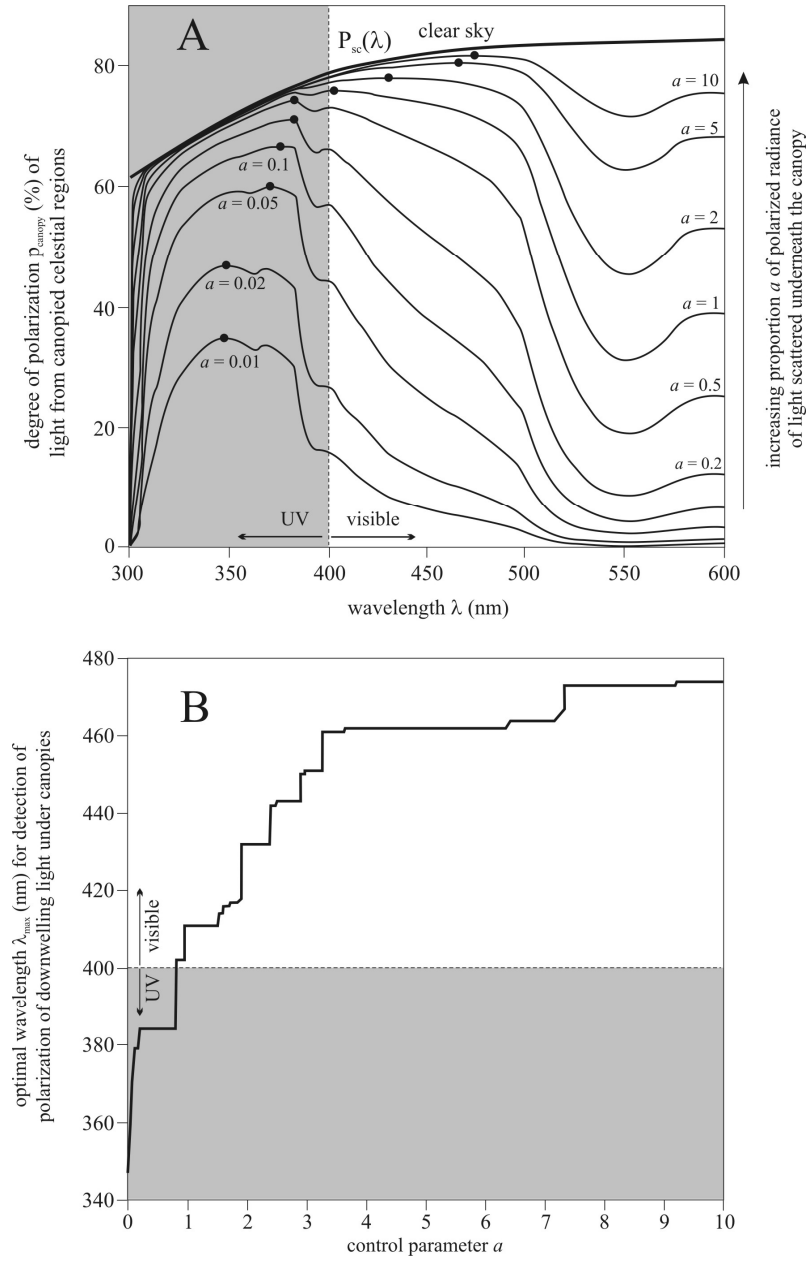 A
P_sc(λ)
clear sky
80
60
40
20
0
degree of polarization p_canopy (%) of
light from canopied celestial regions
a = 10
a = 5
a = 2
a = 1
a = 0.5
a = 0.2
a = 0.1
a = 0.05
a = 0.02
a = 0.01
UV
visible
300
350
400
450
500
550
600
wavelength λ (nm)
increasing proportion a of polarized radiance
of light scattered underneath the canopy
B
480
460
440
420
400
380
360
340
optimal wavelength λ_max (nm) for detection of
polarization of downwelling light under canopies
visible
UV
0
1
2
3
4
5
6
7
8
9
10
control parameter a